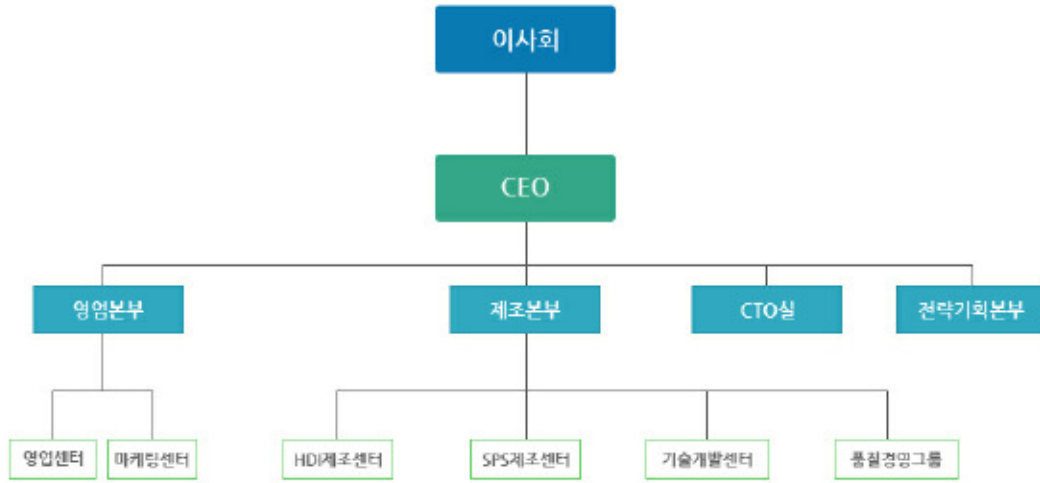 이사회
CEO
영업본부
제조본부
CTO실
전략기획본부
영업센터
마케팅센터
HDI제조센터
SPS제조센터
기술개발센터
품질경영그룹